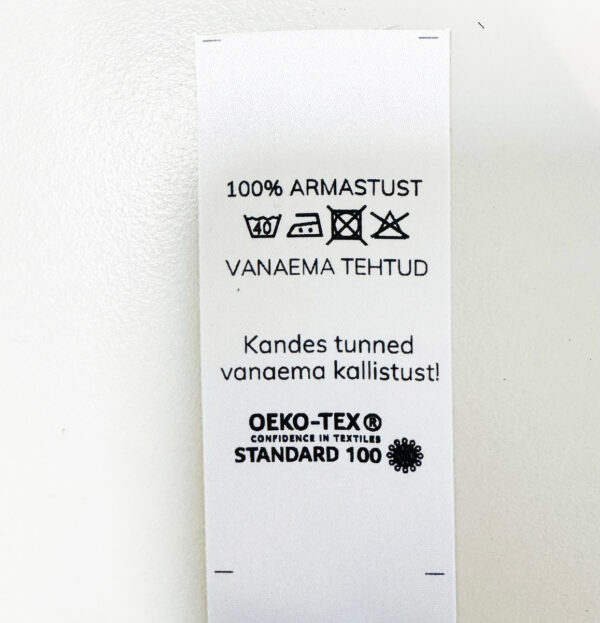 100% ARMASTUST
40
VANAEMA TEHTUD
Kandes tunned
vanaema kallistust!
OEKO-TEX®
CONFIDENCE IN TEXTILES
STANDARD 100